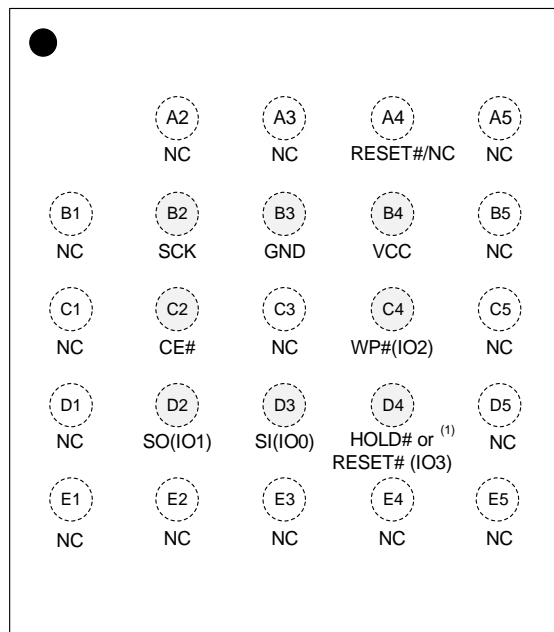 A2 A3 A4 A5
NC NC RESET#/NC NC
B1 B2 B3 B4 B5
NC SCK GND VCC NC
C1 C2 C3 C4 C5
NC CE# NC WP#(IO2) NC
D1 D2 D3 D4 D5
NC SO(IO1) SI(IO0) HOLD# or (1) NC
RESET# (IO3)
E1 E2 E3 E4 E5
NC NC NC NC NC